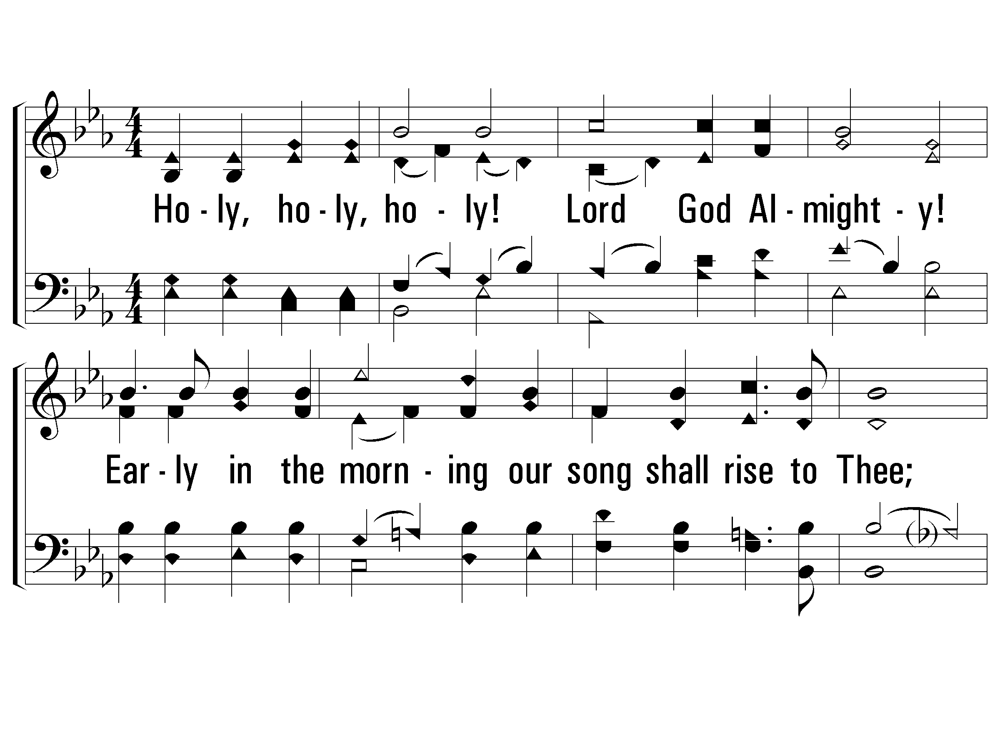 Ho - ly, ho - ly, ho - ly! Lord God Al - might - y!
Ear - ly in the morn - ing our song shall rise to Thee;